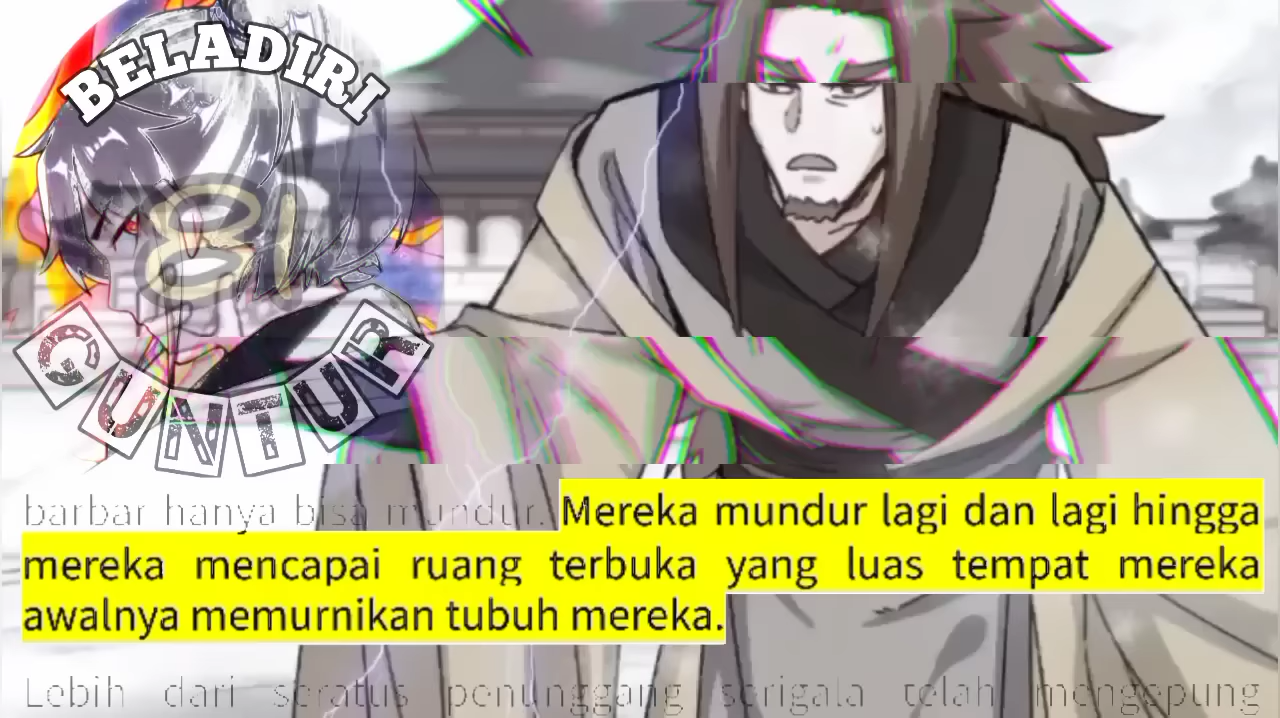 BELADIRI
GUNTUR
barbar hanya bisa mundur. Mereka mundur lagi dan lagi hingga
mereka mencapai ruang terbuka yang luas tempat mereka
awalnya memurnikan tubuh mereka.
Lebih dari seratus penunggang serigala telah mengepung